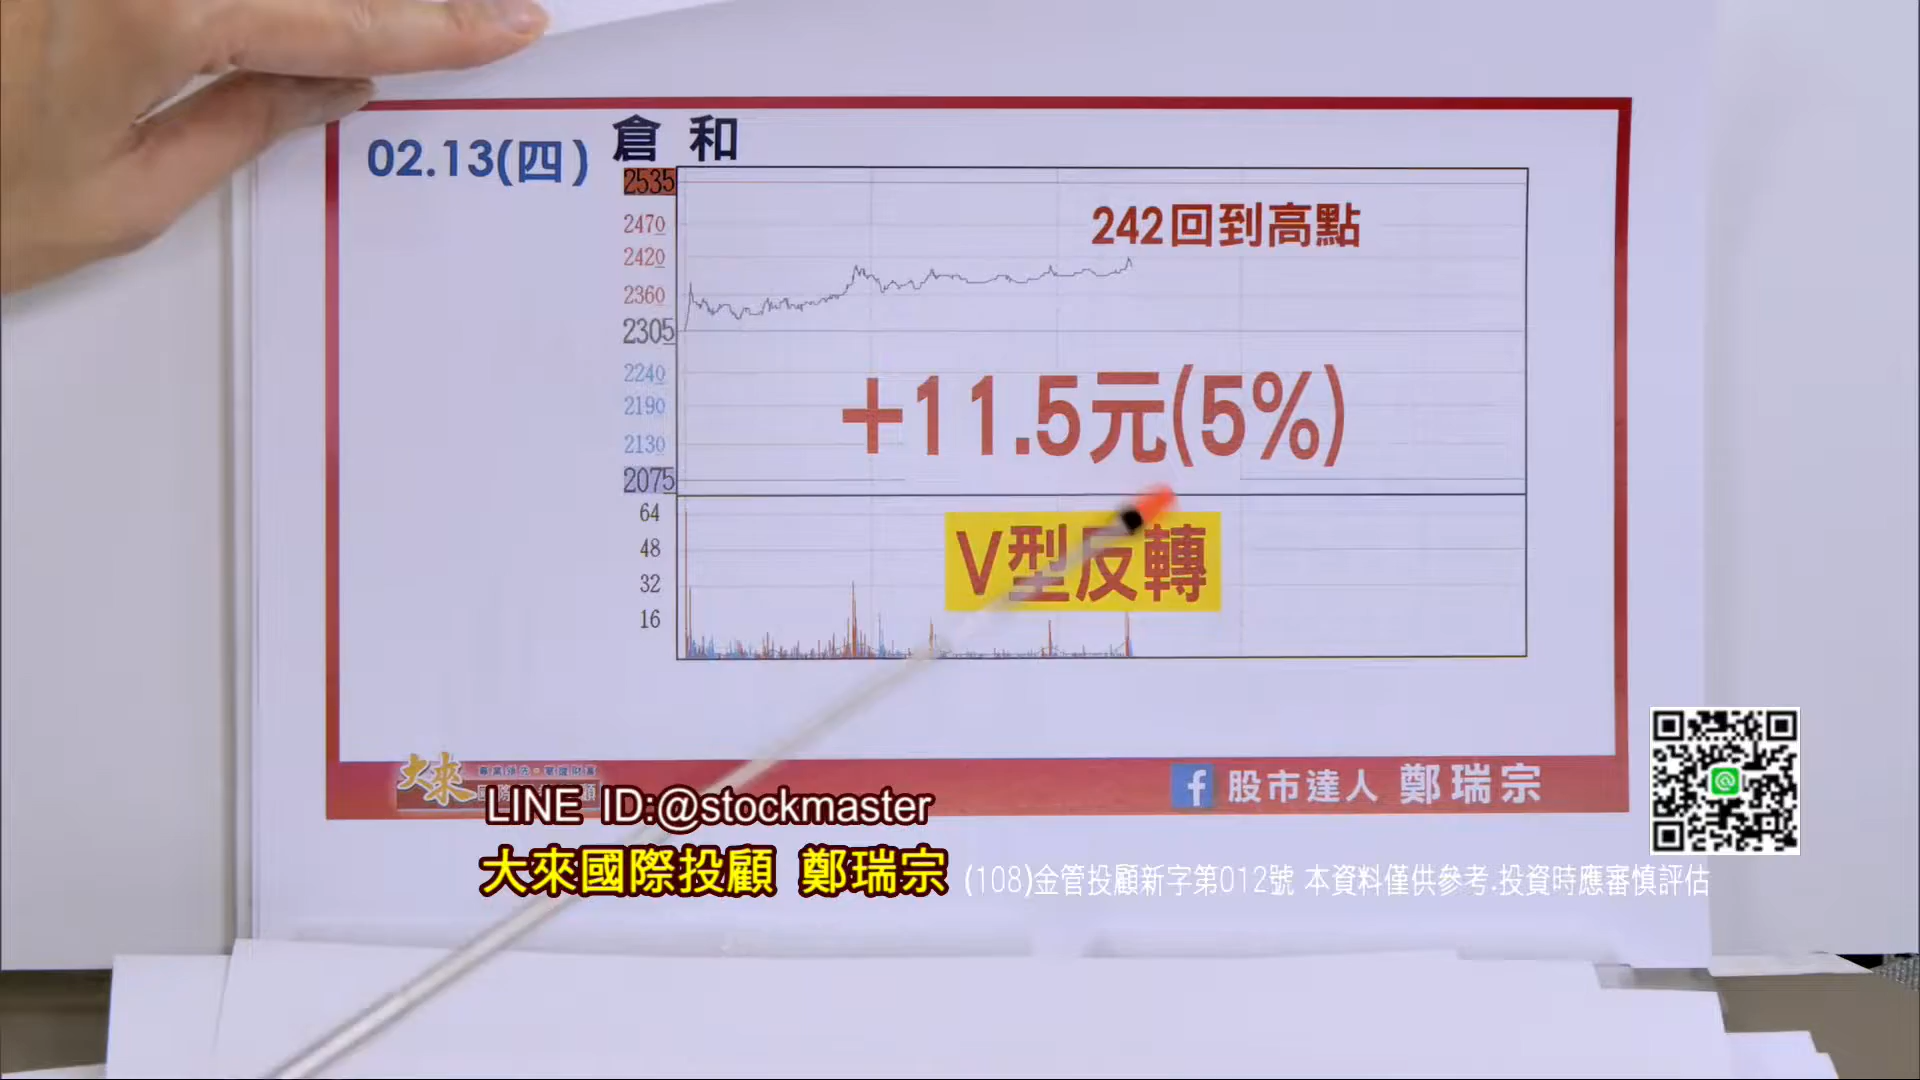 02.13(四)
倉和
2535
2470
2420
2360
2305
2240
2190
2130
2075
64
48
32
16
242回到高點
+11.5元(5%)
V型反轉
大來
f 股市達人 鄭瑞宗
LINE ID:@stockmaster
大來國際投顧 鄭瑞宗 (108)金管投顧新字第012號 本資料僅供參考.投資時應審慎評估